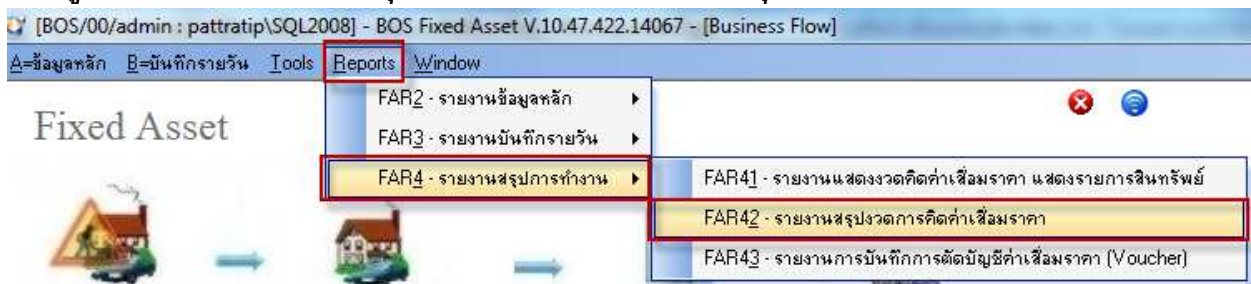 [BOS/00/admin : pattratip\SQL2008] - BOS Fixed Asset V.10.47.422.14067 - [Business Flow]
A=ข้อมูลหลัก B=บันทึกรายวัน Tools Reports Window
Fixed Asset
FAR2 - รายงานข้อมูลหลัก
FAR3 - รายงานบันทึกรายวัน
FAR4 - รายงานสรุปการทำงาน
FAR41 - รายงานแสดงงวดคิดค่าเสื่อมราคา แสดงรายการสินทรัพย์
FAR42 - รายงานสรุปงวดการคิดค่าเสื่อมราคา
FAR43 - รายงานการบันทึกการตัดบัญชีค่าเสื่อมราคา (Voucher)